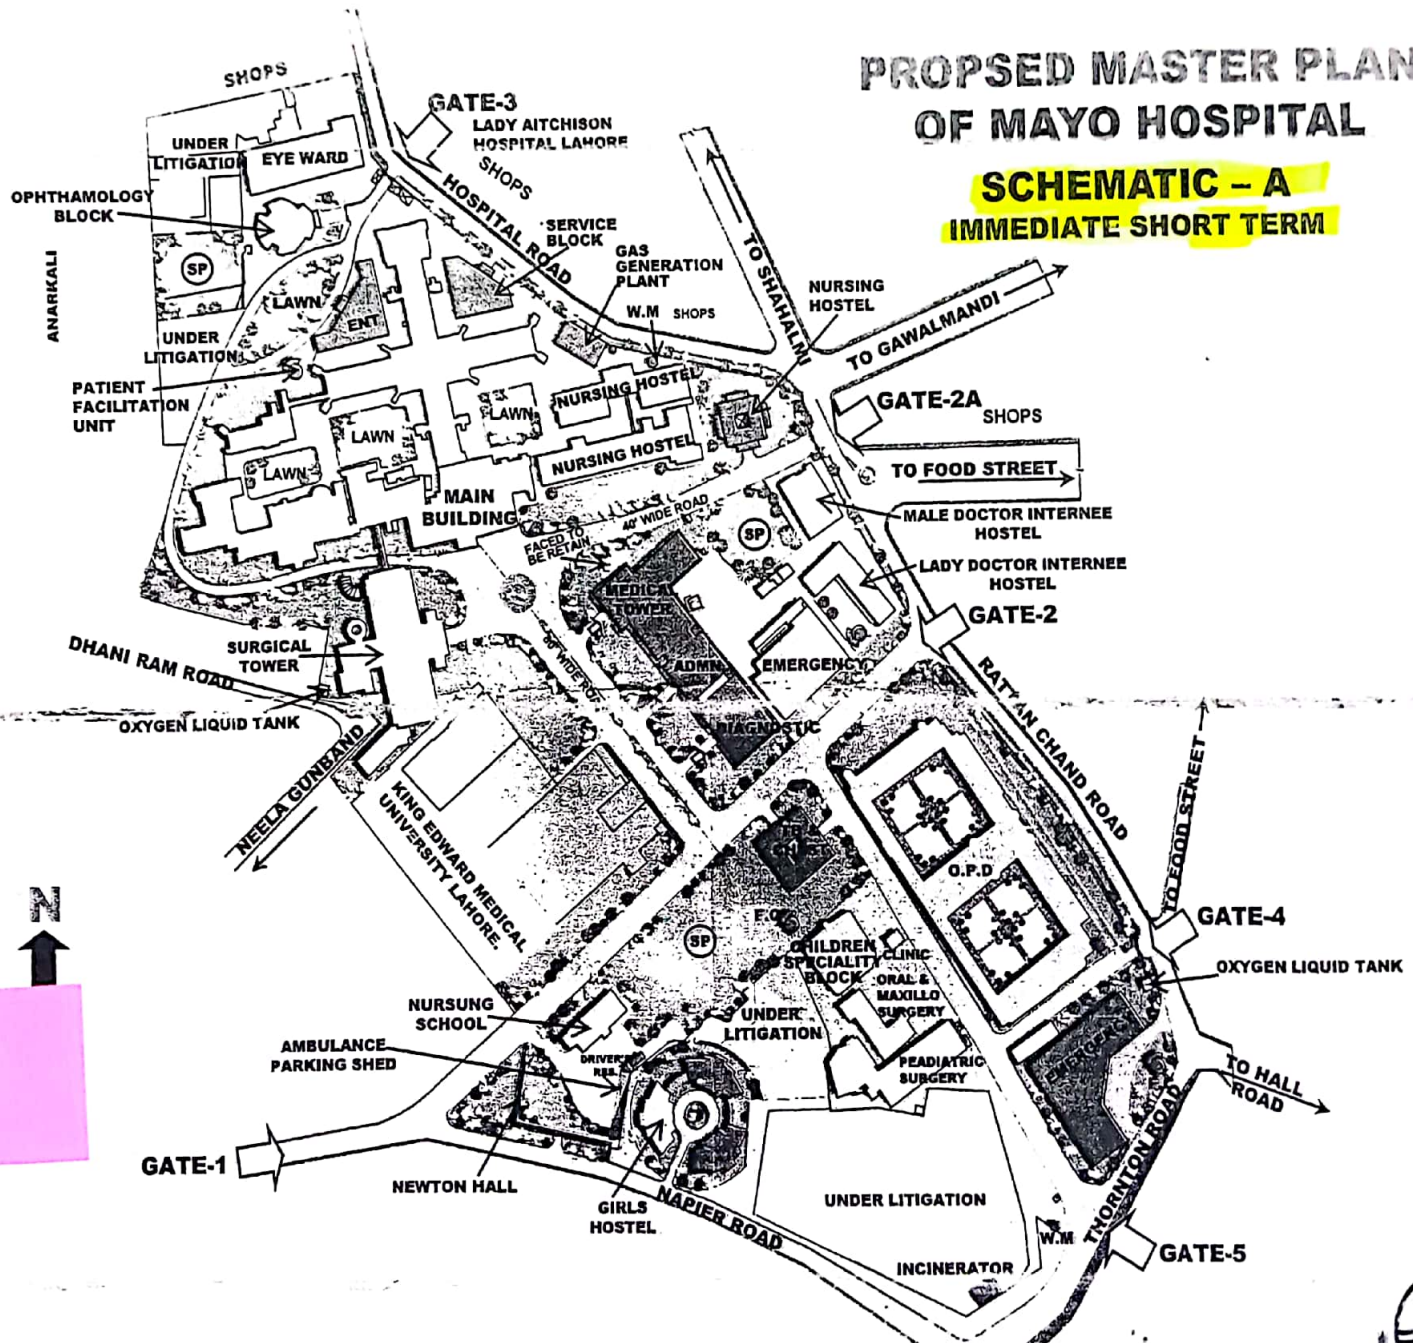 PROPSED MASTER PLAN
OF MAYO HOSPITAL
SCHEMATIC – A
IMMEDIATE SHORT TERM
SHOPS
GATE-3
LADY AITCHISON
HOSPITAL LAHORE
SHOPS
UNDER
LITIGATION
EYE WARD
OPHTHAMOLOGY
BLOCK
HOSPITAL ROAD
SERVICE
BLOCK
GAS
GENERATION
PLANT
TO SHAHALMI
NURSING
HOSTEL
ANARKALI
SP
LAWN
ENT
W.M
SHOPS
TO GAWALMANDI
UNDER
LITIGATION
PATIENT
FACILITATION
UNIT
NURSING HOSTEL
GATE-2A
SHOPS
LAWN
LAWN
LAWN
NURSING HOSTEL
TO FOOD STREET
MAIN
BUILDING
40' WIDE ROAD
MALE DOCTOR INTERNEE
HOSTEL
FACED TO
BE RETAIN
SP
LADY DOCTOR INTERNEE
HOSTEL
MEDICAL
TOWER
GATE-2
DHANI RAM ROAD
SURGICAL
TOWER
WIDE ROAD
ADMN
EMERGENCY
OXYGEN LIQUID TANK
DIAGNOSTIC
RATTAN CHAND ROAD
NEELA GUNBAND
KING EDWARD MEDICAL
UNIVERSITY LAHORE.
TO FOOD STREET
O.P.D
N
SP
CHILDREN
SPECIALITY
BLOCK
CLINIC
ORAL &
MAXILLO
SURGERY
GATE-4
OXYGEN LIQUID TANK
NURSUNG
SCHOOL
UNDER
LITIGATION
EMERGENCY
AMBULANCE
PARKING SHED
DRIVER'S
RES.
PEADIATRIC
SURGERY
TO HALL
ROAD
GATE-1
NEWTON HALL
GIRLS
HOSTEL
NAPIER ROAD
UNDER LITIGATION
THORNTON ROAD
W.M
INCINERATOR
GATE-5